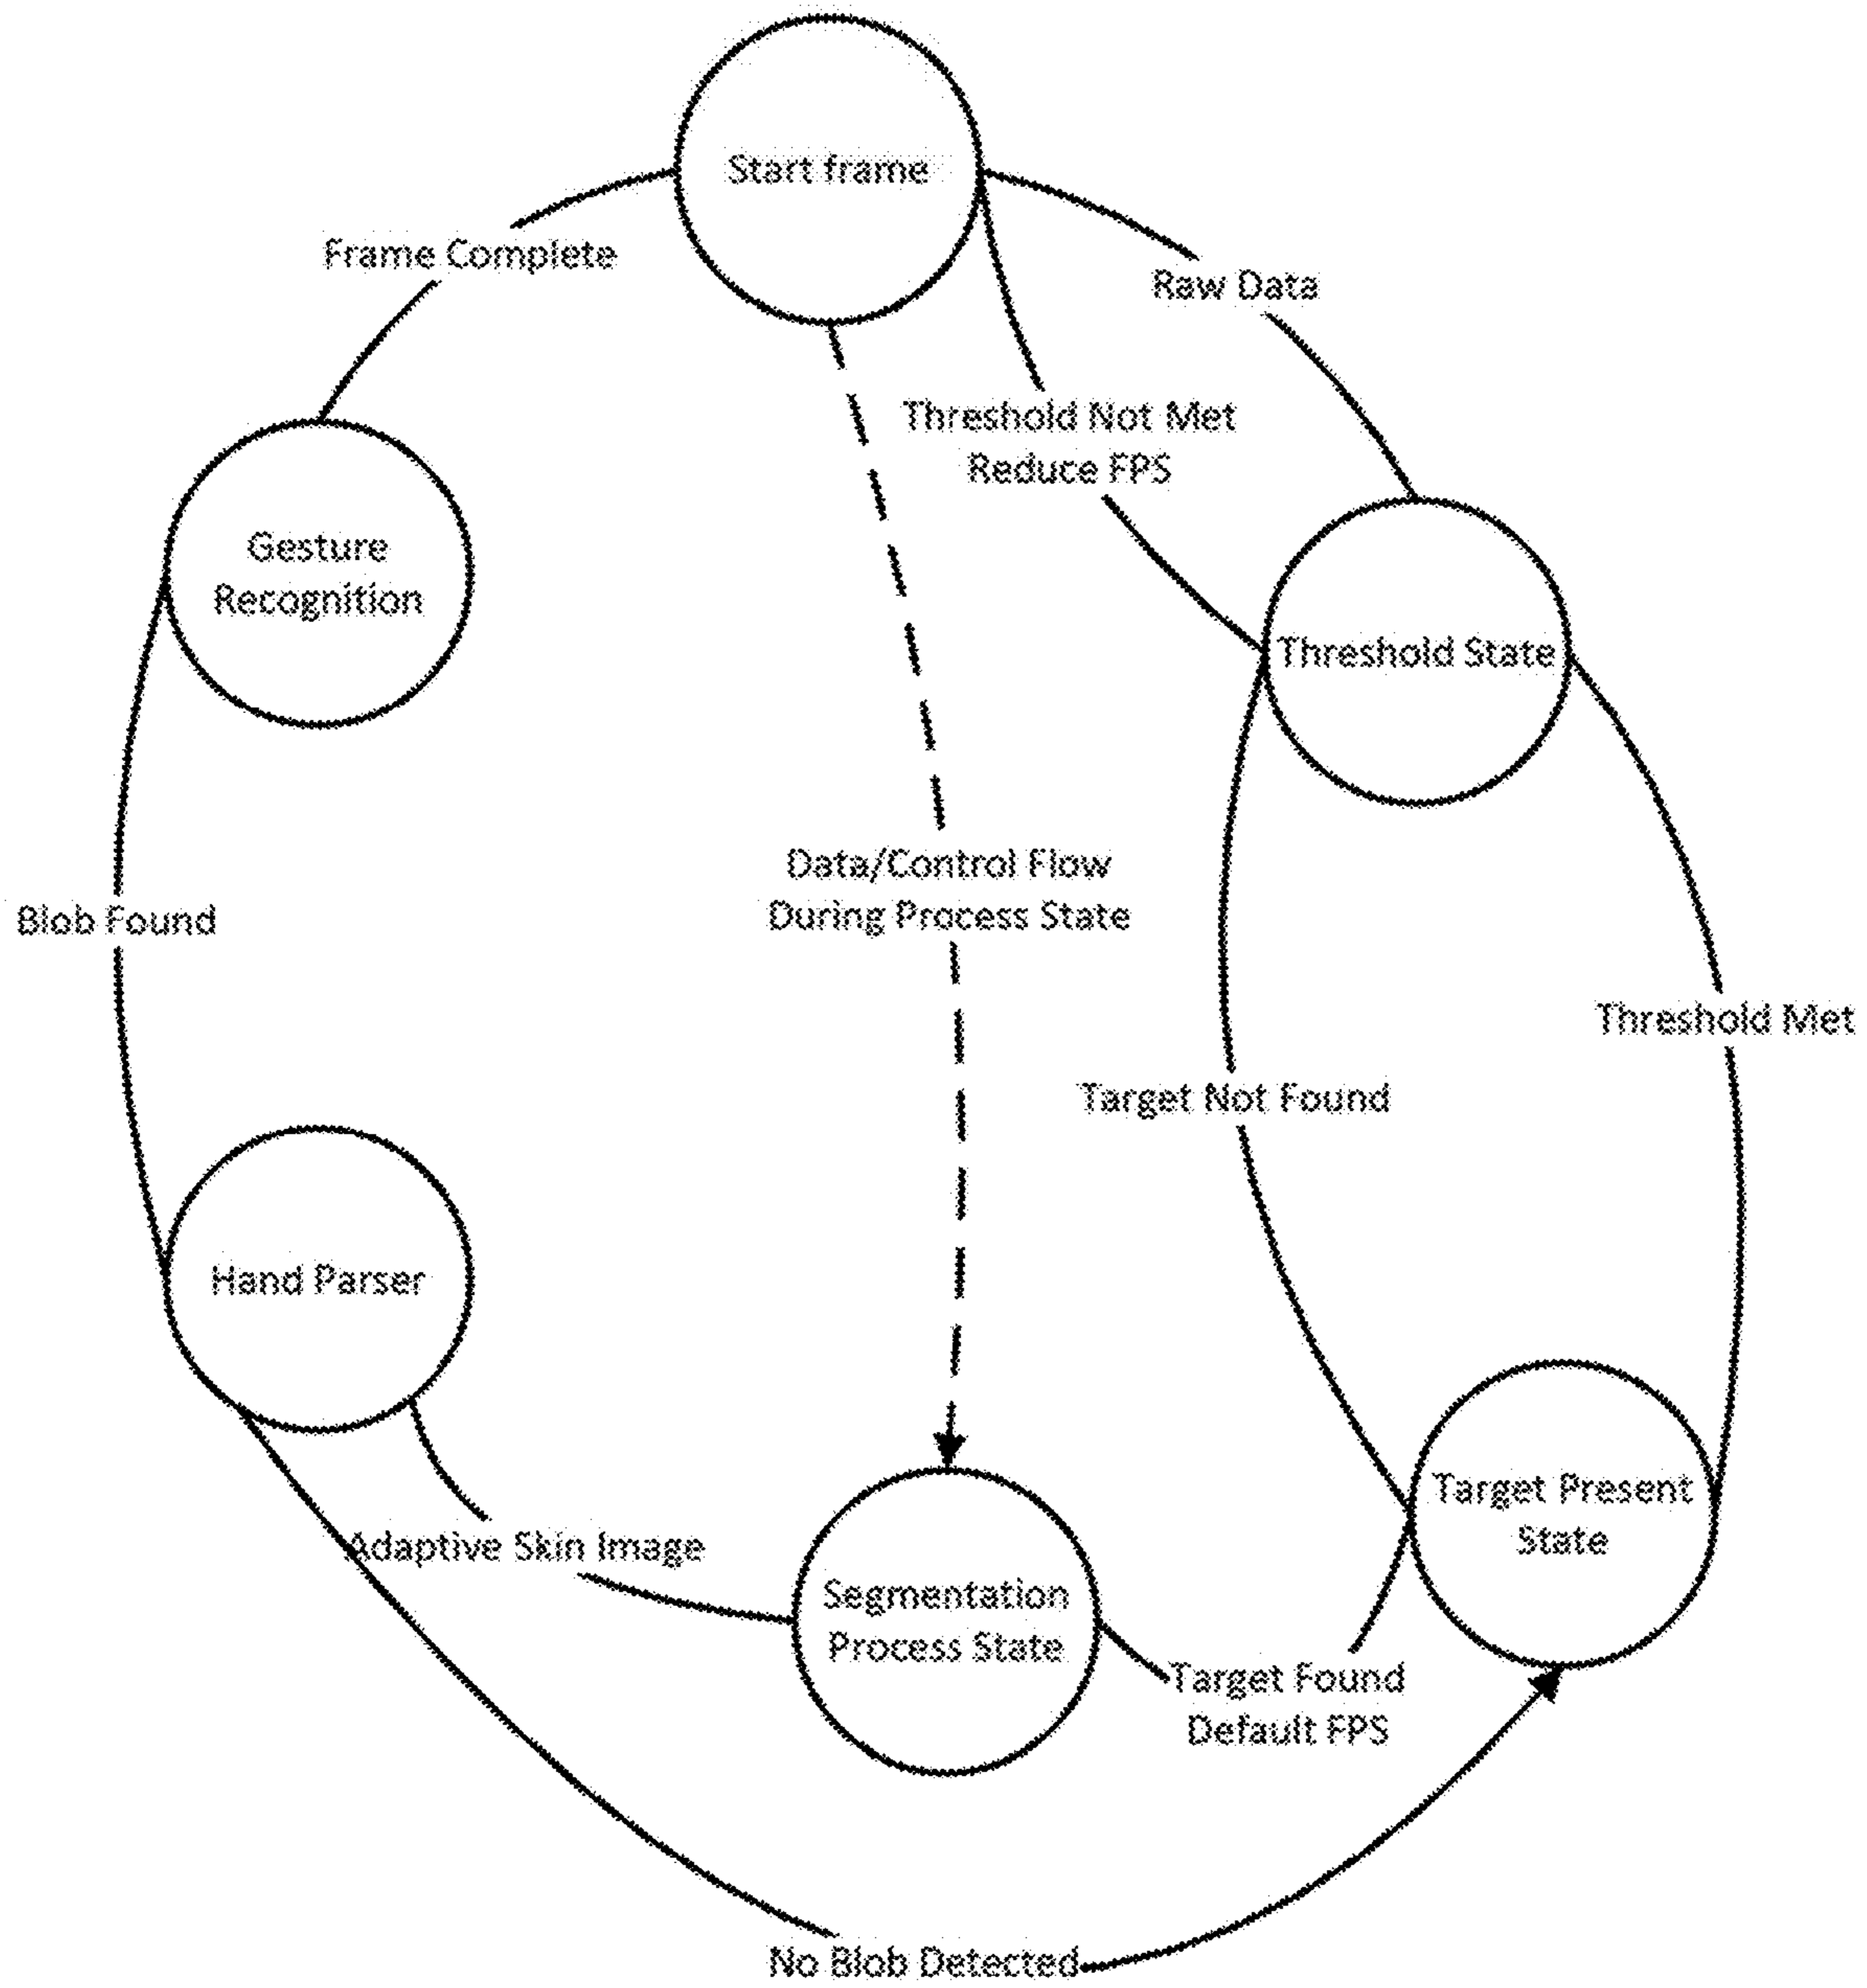 Start frame
Frame Complete
Raw Data
Threshold Not Met
Reduce FPS
Gesture
Recognition
Threshold State
Data/Control Flow
During Process State
Blob Found
Threshold Met
Target Not Found
Hand Parser
Target Present
State
Adaptive Skin Image
Segmentation
Process State
Target Found
Default FPS
No Blob Detected